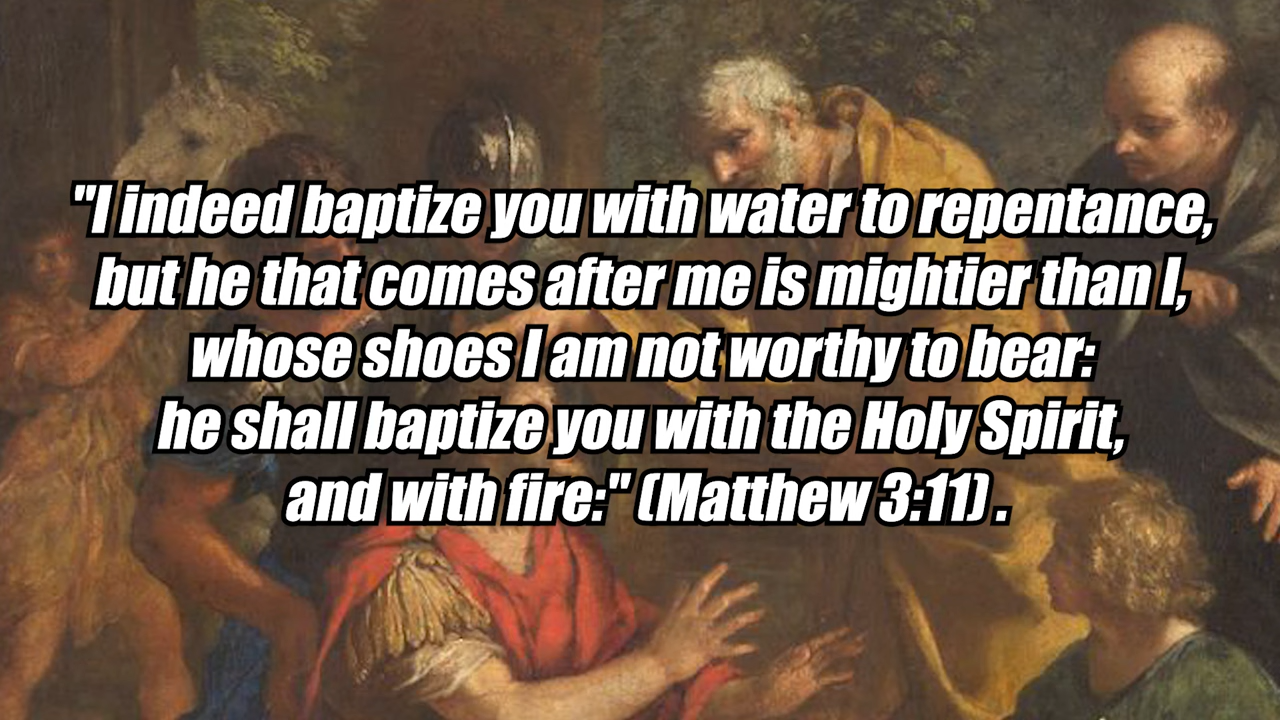 "I indeed baptize you with water to repentance,
but he that comes after me is mightier than I,
whose shoes I am not worthy to bear:
he shall baptize you with the Holy Spirit,
and with fire:" (Matthew 3:11) .